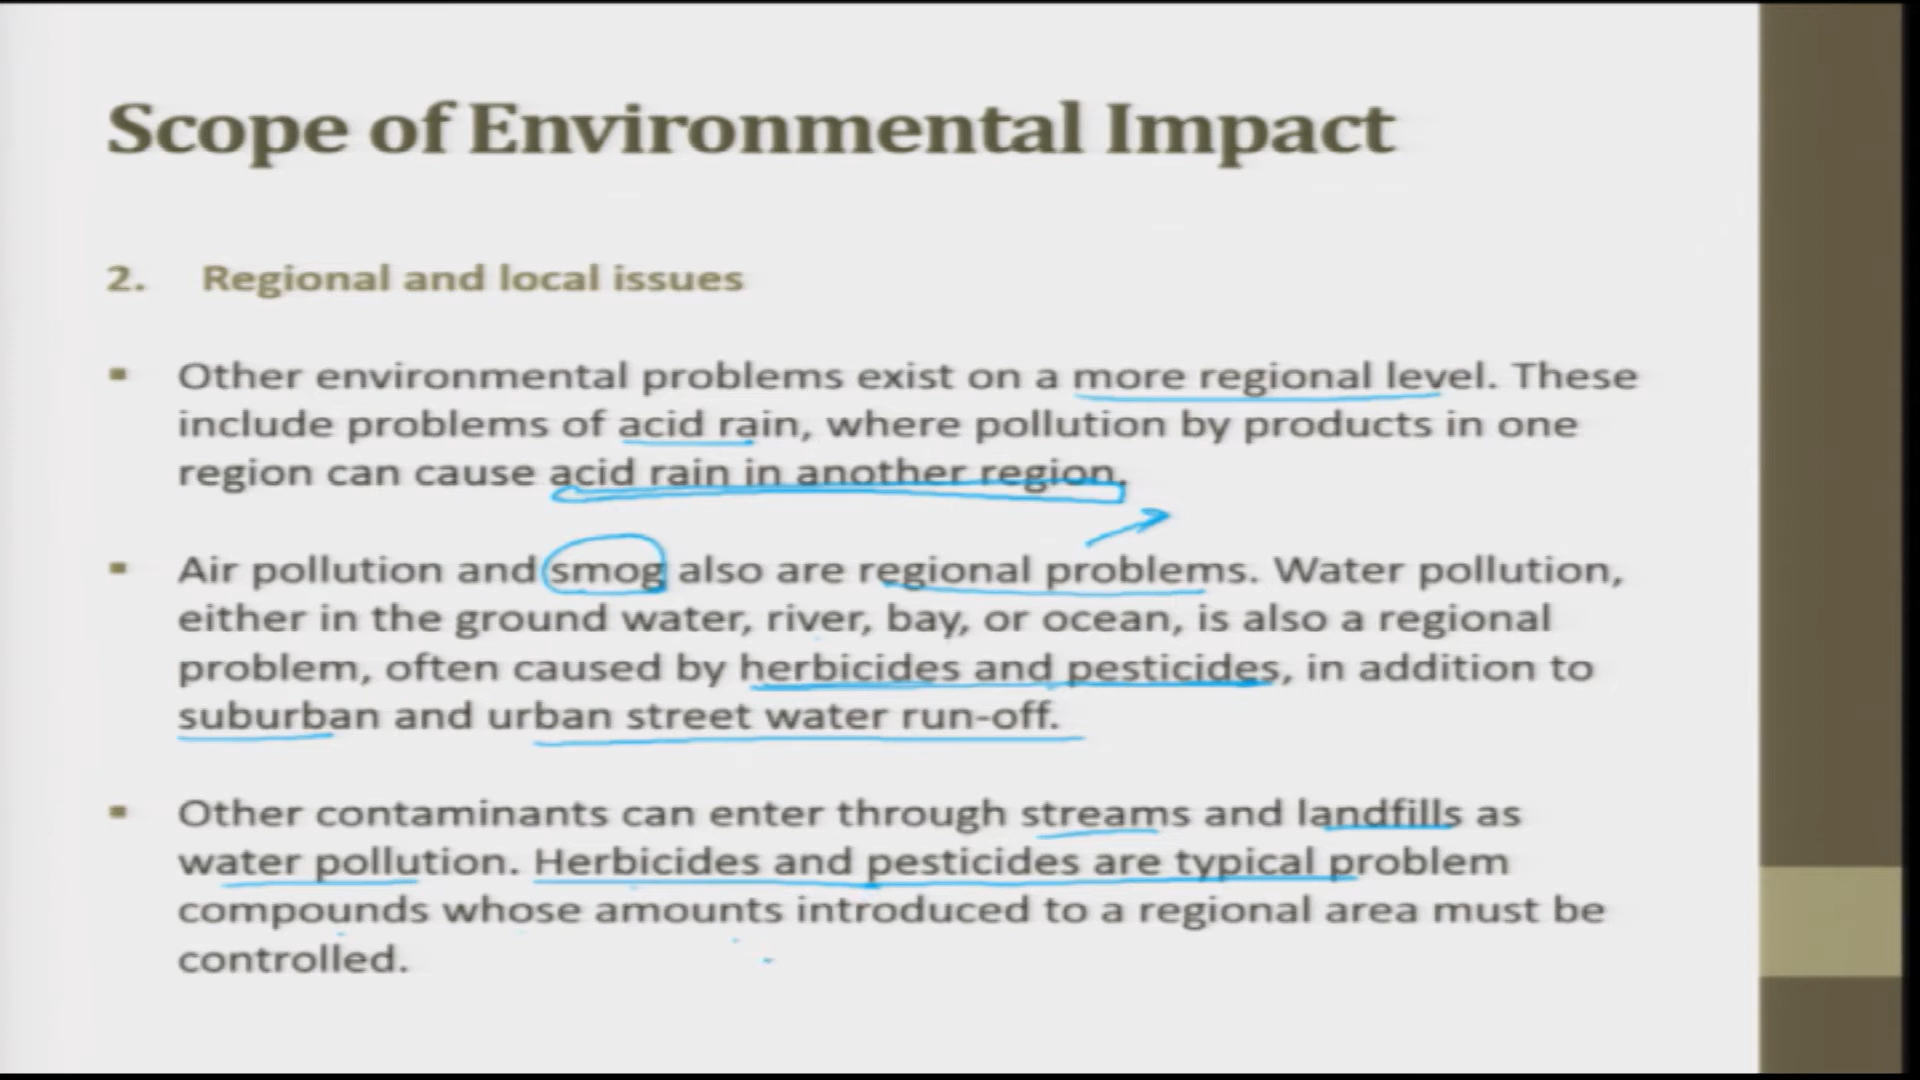 Scope of Environmental Impact
2. Regional and local issues
▪ Other environmental problems exist on a more regional level. These
include problems of acid rain, where pollution by products in one
region can cause acid rain in another region.
▪ Air pollution and smog also are regional problems. Water pollution,
either in the ground water, river, bay, or ocean, is also a regional
problem, often caused by herbicides and pesticides, in addition to
suburban and urban street water run-off.
▪ Other contaminants can enter through streams and landfills as
water pollution. Herbicides and pesticides are typical problem
compounds whose amounts introduced to a regional area must be
controlled.